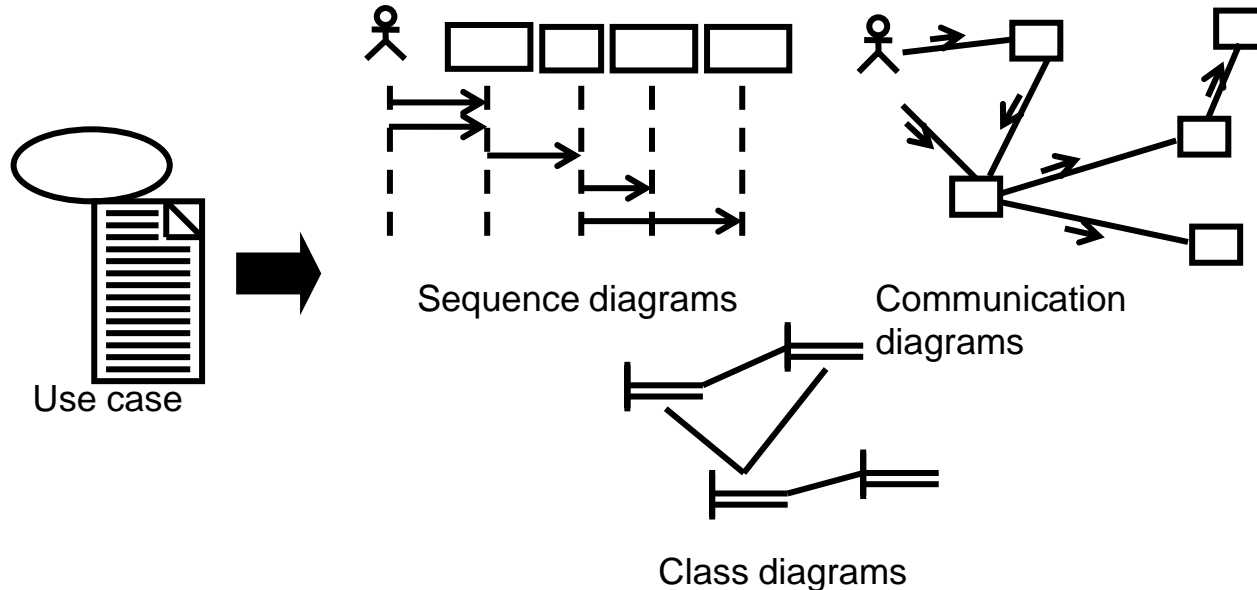 Sequence diagrams
Communication
diagrams
Use case
Class diagrams